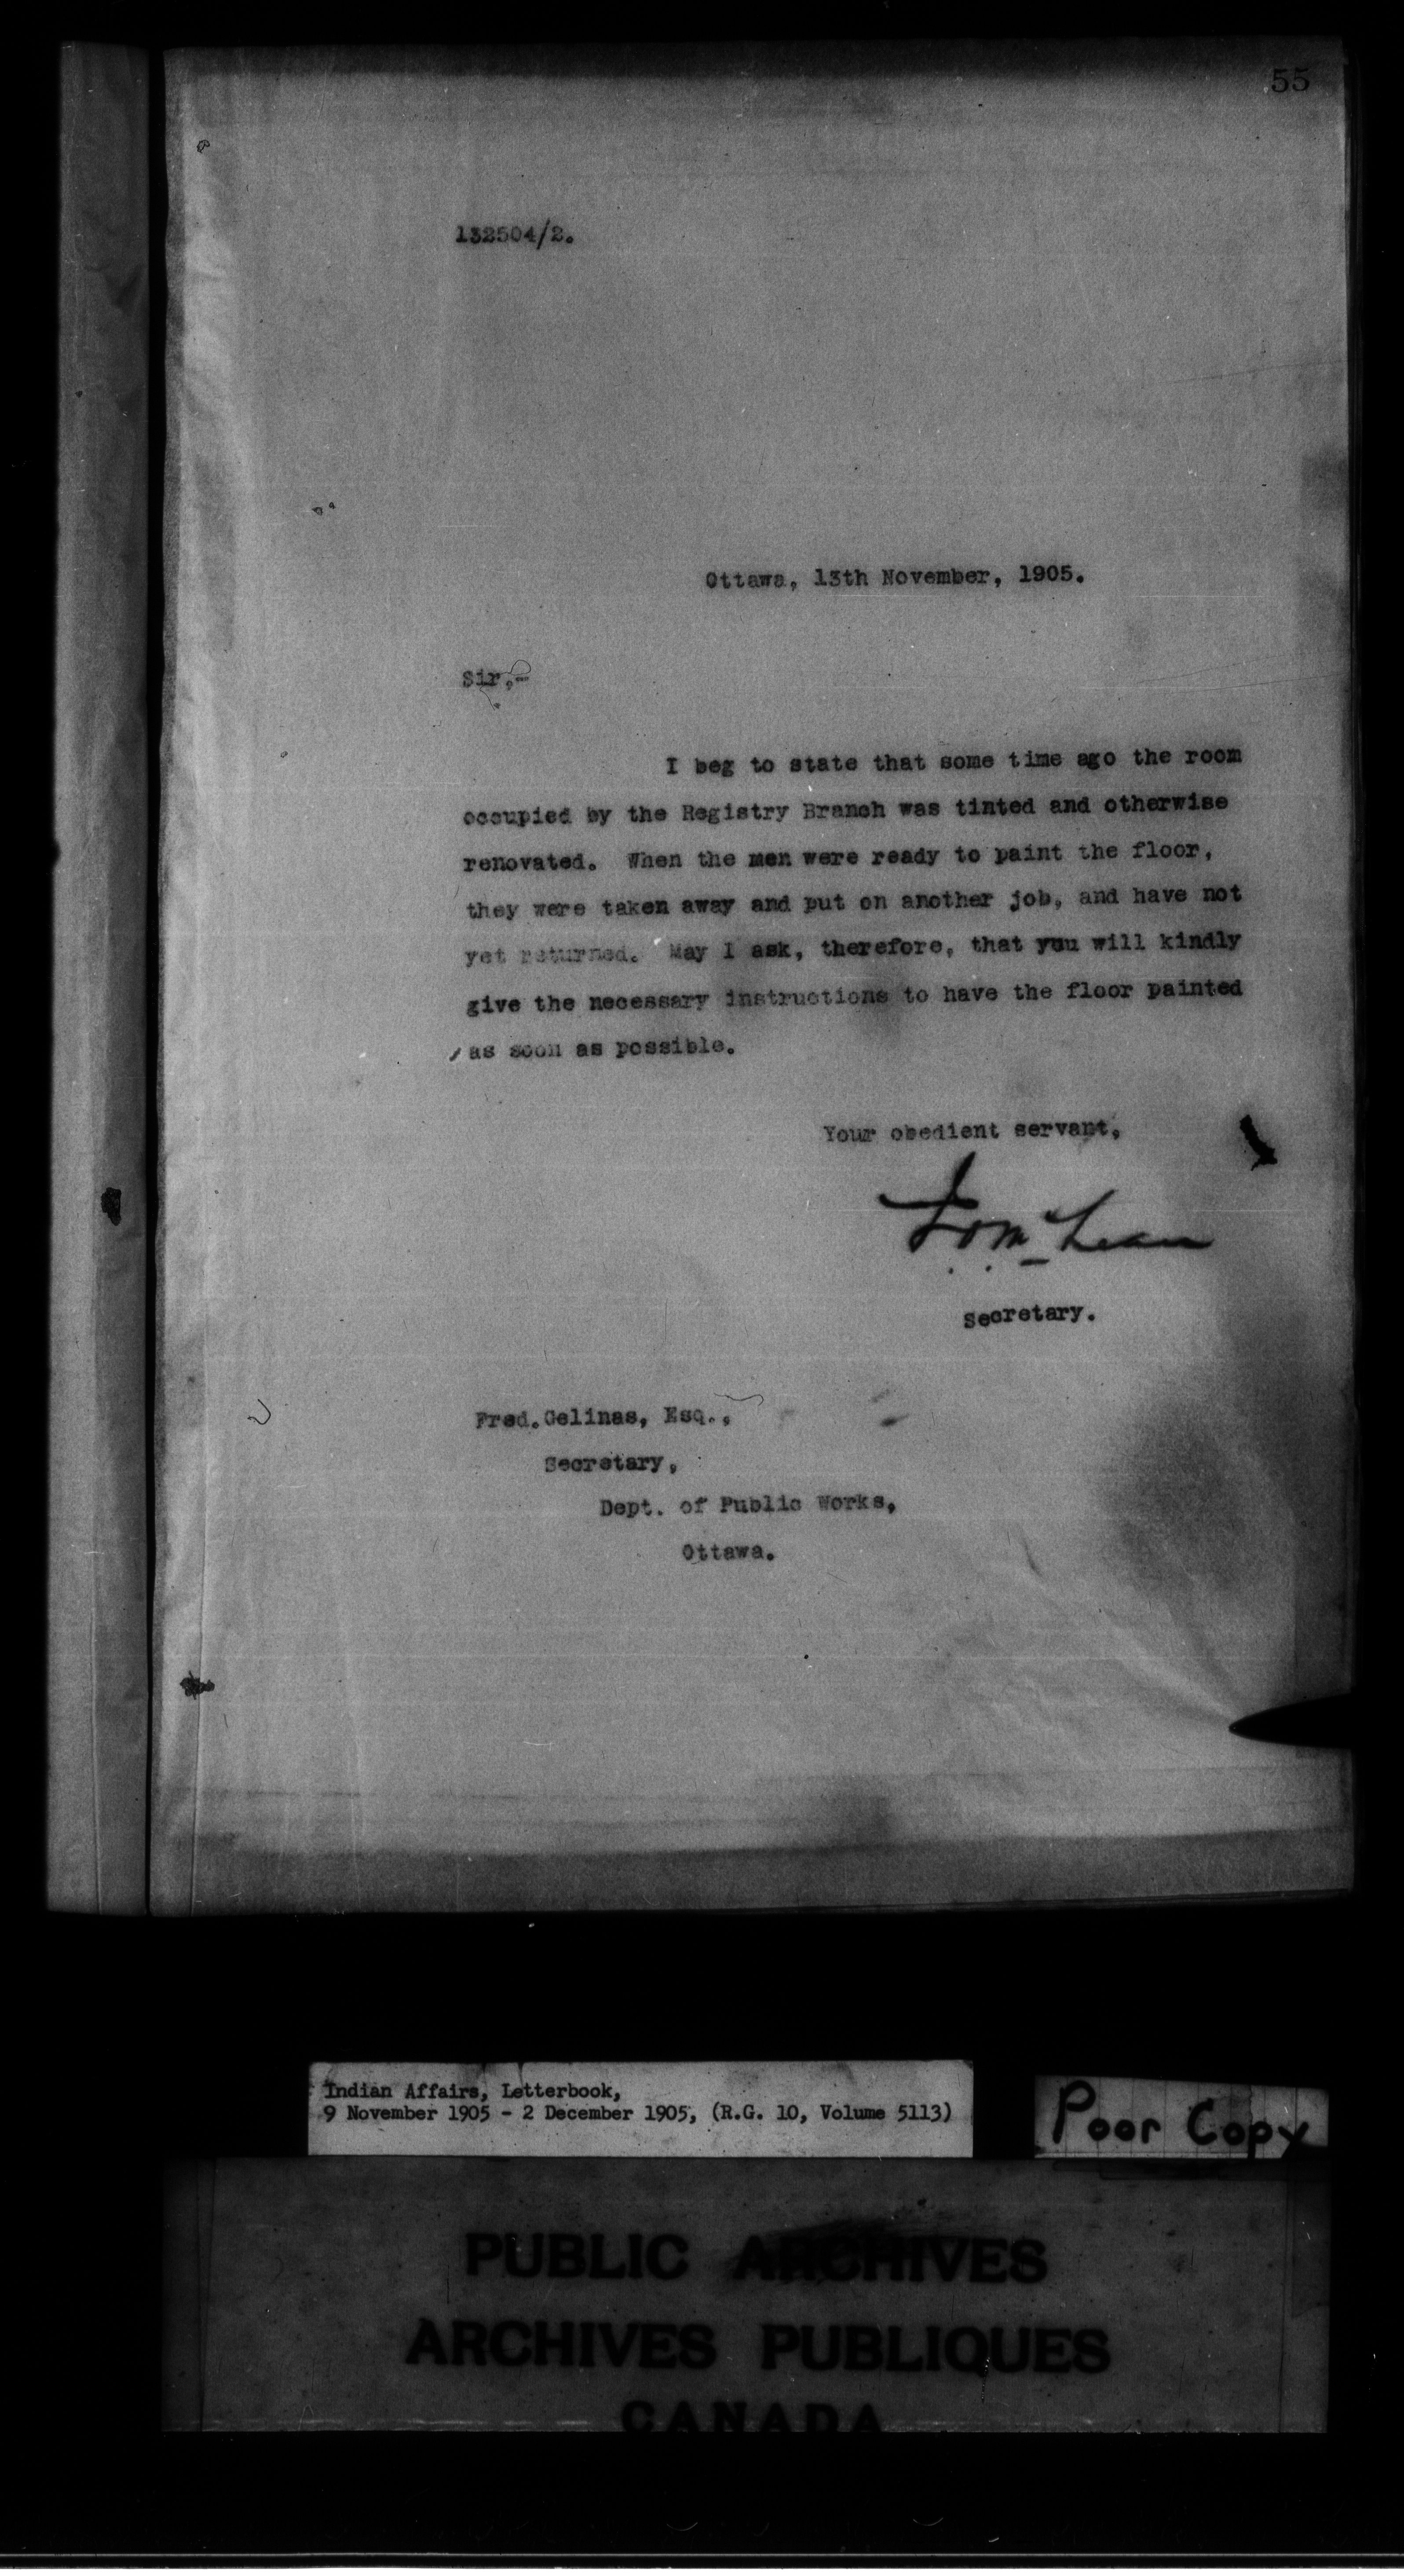 55
132504/2.
Ottawa, 13th November, 1905.
Sir,-
I beg to state that some time ago the room
occupied by the Registry Branch was tinted and otherwise
renovated. When the men were ready to paint the floor,
they were taken away and put on another job, and have not
yet returned. May I ask, therefore, that you will kindly
give the necessary instructions to have the floor painted
as soon as possible.
Your obedient servant,
J.D. McLean
Secretary.
Fred. Gelinas, Esq.,
Secretary,
Dept. of Public Works,
Ottawa.
Indian Affairs, Letterbook,
9 November 1905 - 2 December 1905, (R.G. 10, Volume 5113)
Poor Copy
PUBLIC ARCHIVES
ARCHIVES PUBLIQUES
CANADA